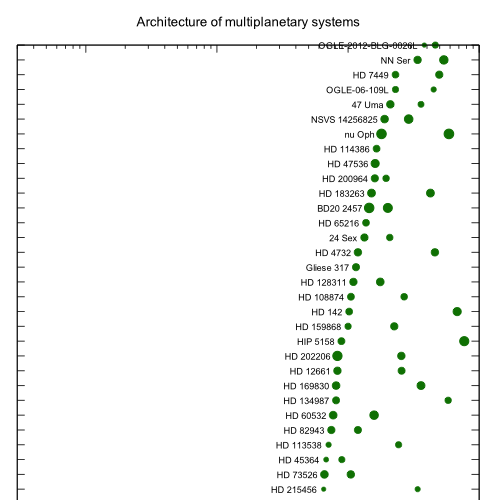 Architecture of multiplanetary systems
OGLE-2012-BLG-0026L
NN Ser
HD 7449
OGLE-06-109L
47 Uma
NSVS 14256825
nu Oph
HD 114386
HD 47536
HD 200964
HD 183263
BD20 2457
HD 65216
24 Sex
HD 4732
Gliese 317
HD 128311
HD 108874
HD 142
HD 159868
HIP 5158
HD 202206
HD 12661
HD 169830
HD 134987
HD 60532
HD 82943
HD 113538
HD 45364
HD 73526
HD 215456